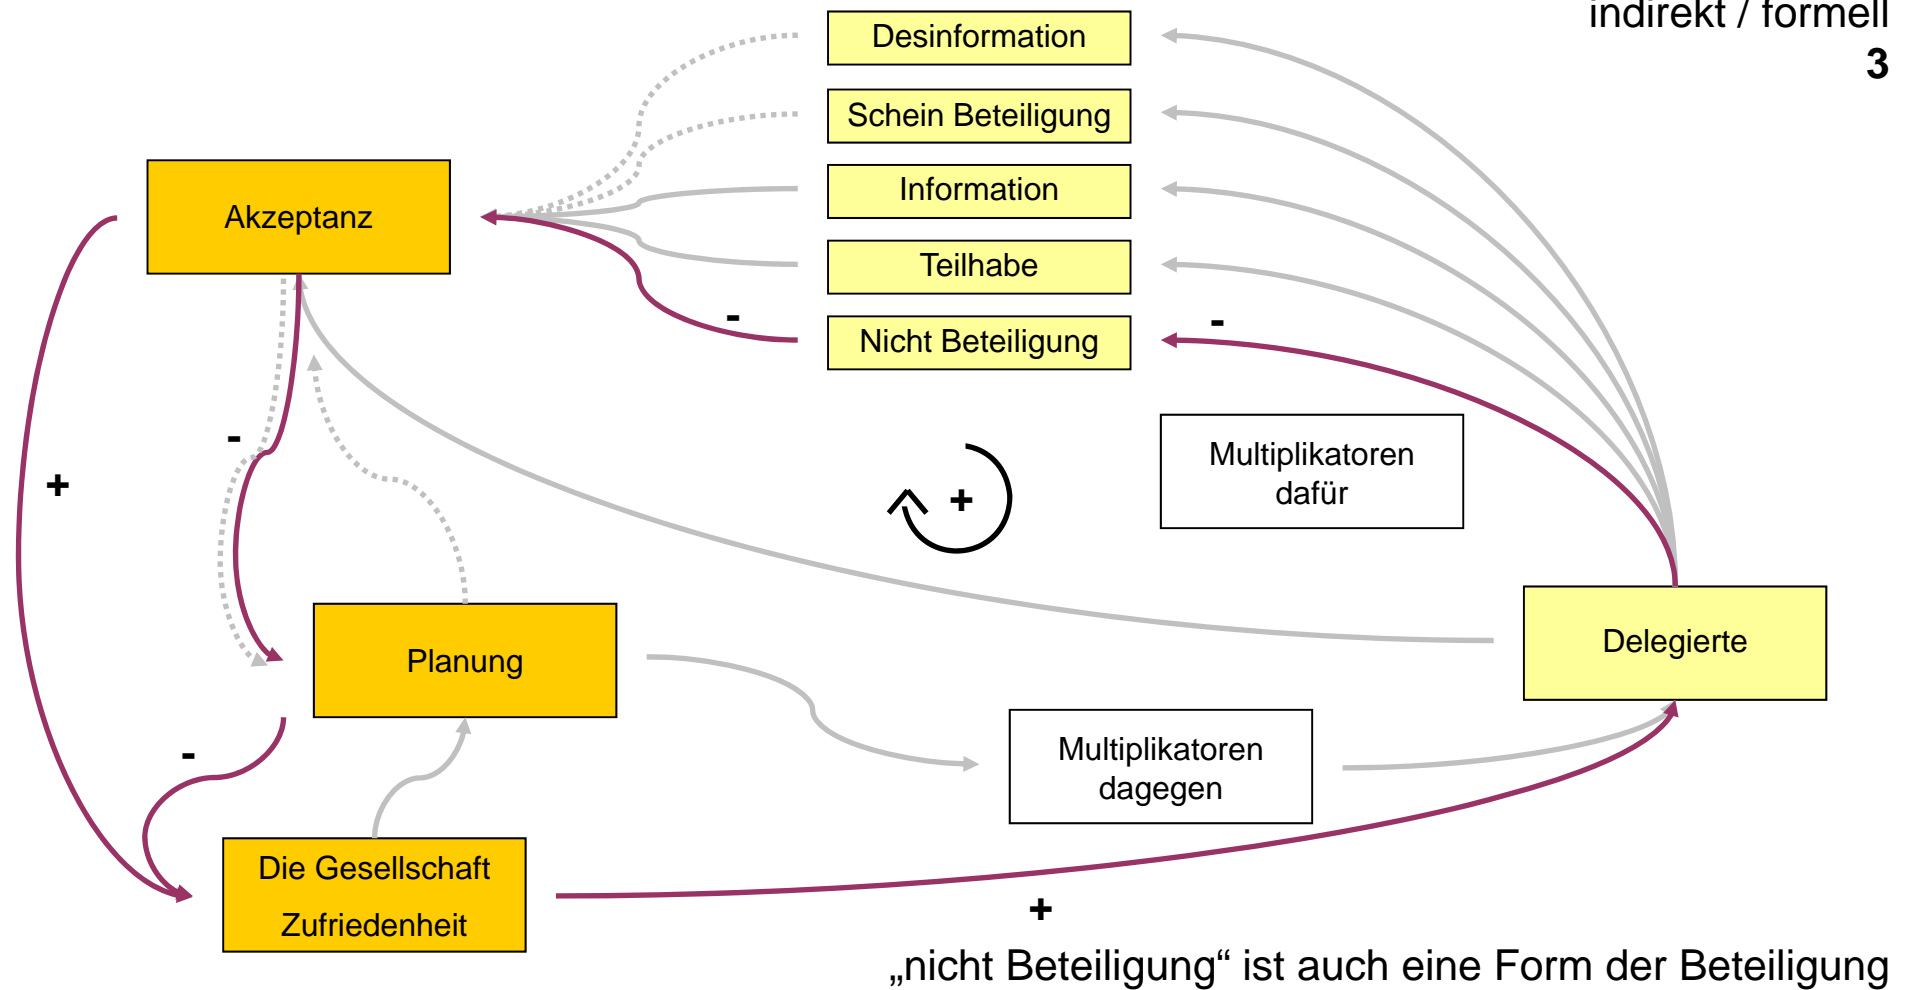 indirekt / formell
3
Desinformation
Schein Beteiligung
Information
Teilhabe
Nicht Beteiligung
Akzeptanz
-
-
-
+
+
Multiplikatoren
dafür
Planung
Delegierte
-
Multiplikatoren
dagegen
Die Gesellschaft
Zufriedenheit
+
„nicht Beteiligung“ ist auch eine Form der Beteiligung